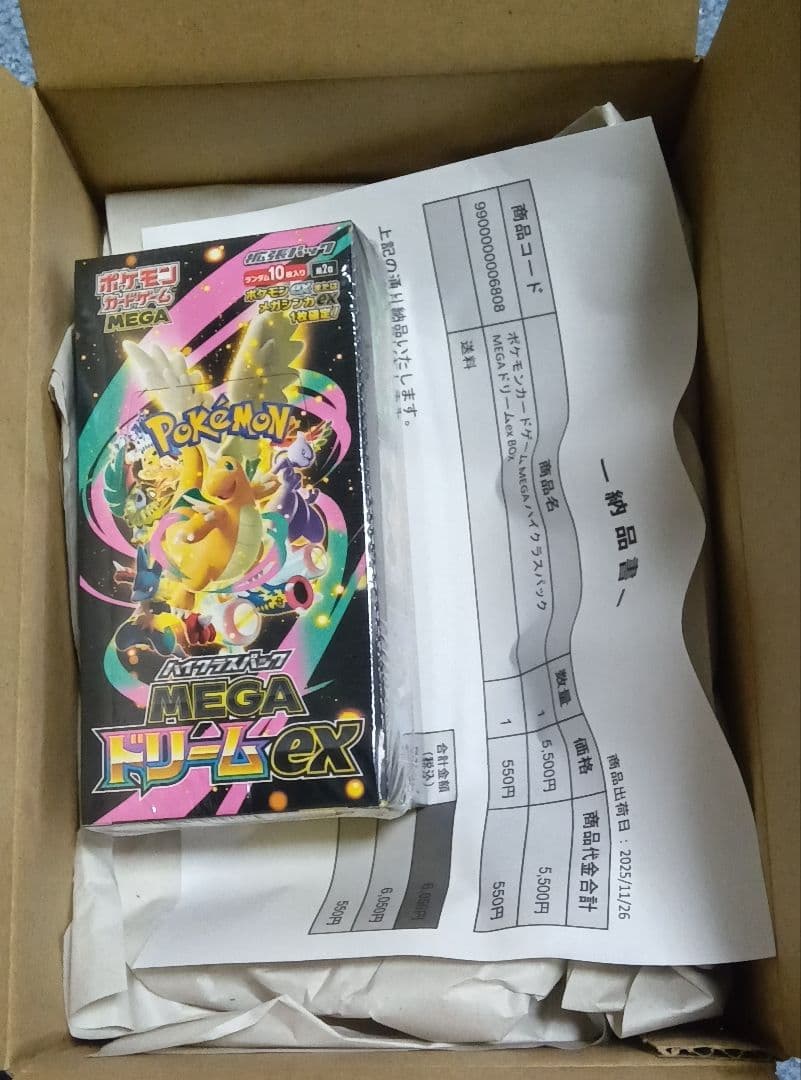 ポケモン
カードゲーム
MEGA
拡張パック
ランダム10枚入り
ポケモンexまたは
メガシンカex
1枚確定!
POKÉMON
ハイクラスパック
MEGA
ドリームex
ー納品書ー
商品出荷日：2025/11/26
商品コード 商品名 数量 価格 商品代金合計
9900000006808 ポケモンカードゲームMEGA ハイクラスパック 1 5,500円 5,500円
MEGAドリームex BOX
送料 1 550円 550円
上記の通り納品いたします。
合計金額
(税込) 6,050円
6,050円
550円